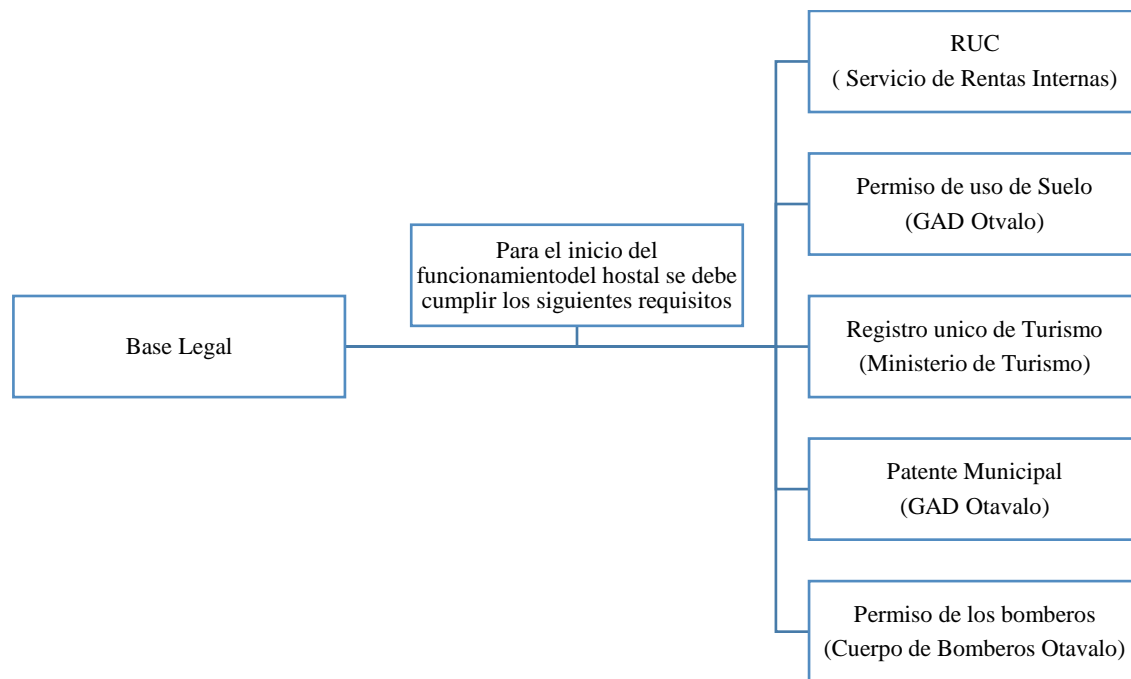 Base Legal
Para el inicio del
funcionamientodel hostal se debe
cumplir los siguientes requisitos
RUC
( Servicio de Rentas Internas)
Permiso de uso de Suelo
(GAD Otvalo)
Registro unico de Turismo
(Ministerio de Turismo)
Patente Municipal
(GAD Otavalo)
Permiso de los bomberos
(Cuerpo de Bomberos Otavalo)